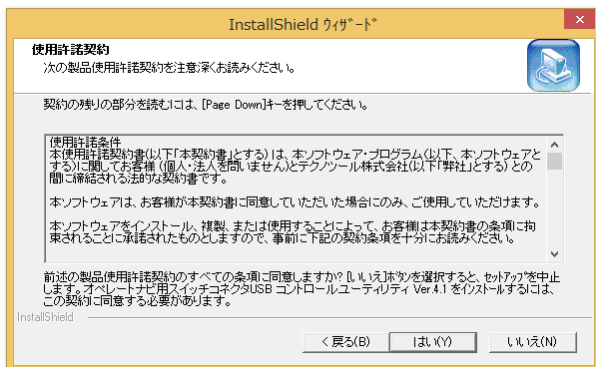 InstallShield ウィザード
使用許諾契約
次の製品使用許諾契約を注意深くお読みください。
契約の残りの部分を読むには、[Page Down]キーを押してください。
使用許諾条件
本使用許諾契約書(以下「本契約書」とする)は、本ソフトウェア・プログラム(以下、本ソフトウェアと
する)に関してお客様 (個人・法人を問いません)とテクノツール株式会社(以下「弊社」とする) との
間に締結される法的な契約書です。
本ソフトウェアは、お客様が本契約書に同意していただいた場合にのみ、ご使用していただけます。
本ソフトウェアをインストール、複製、または使用することによって、お客様は本契約書の条項に拘
束されることに承諾されたものとしますので、事前に下記の契約条項を十分にお読みください。
前述の製品使用許諾契約のすべての条項に同意しますか? [いいえ]ボタンを選択すると、セットアップを中止
します。オペレートナビ用スイッチコネクタUSB コントロールユーティリティ Ver.4.1 をインストールするには、
この契約に同意する必要があります。
InstallShield
< 戻る(B)
はい(Y)
いいえ(N)